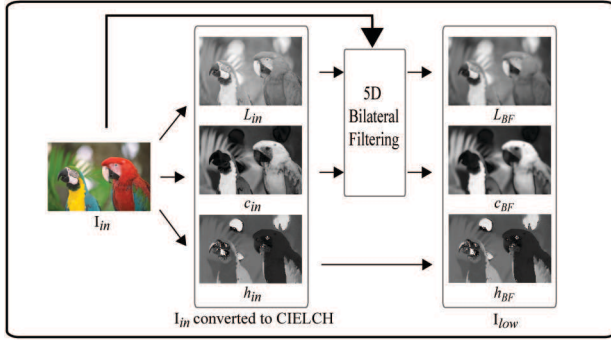 L_in
c_in
h_in
I_in
I_in converted to CIELCH
5D
Bilateral
Filtering
L_BF
c_BF
h_BF
I_low